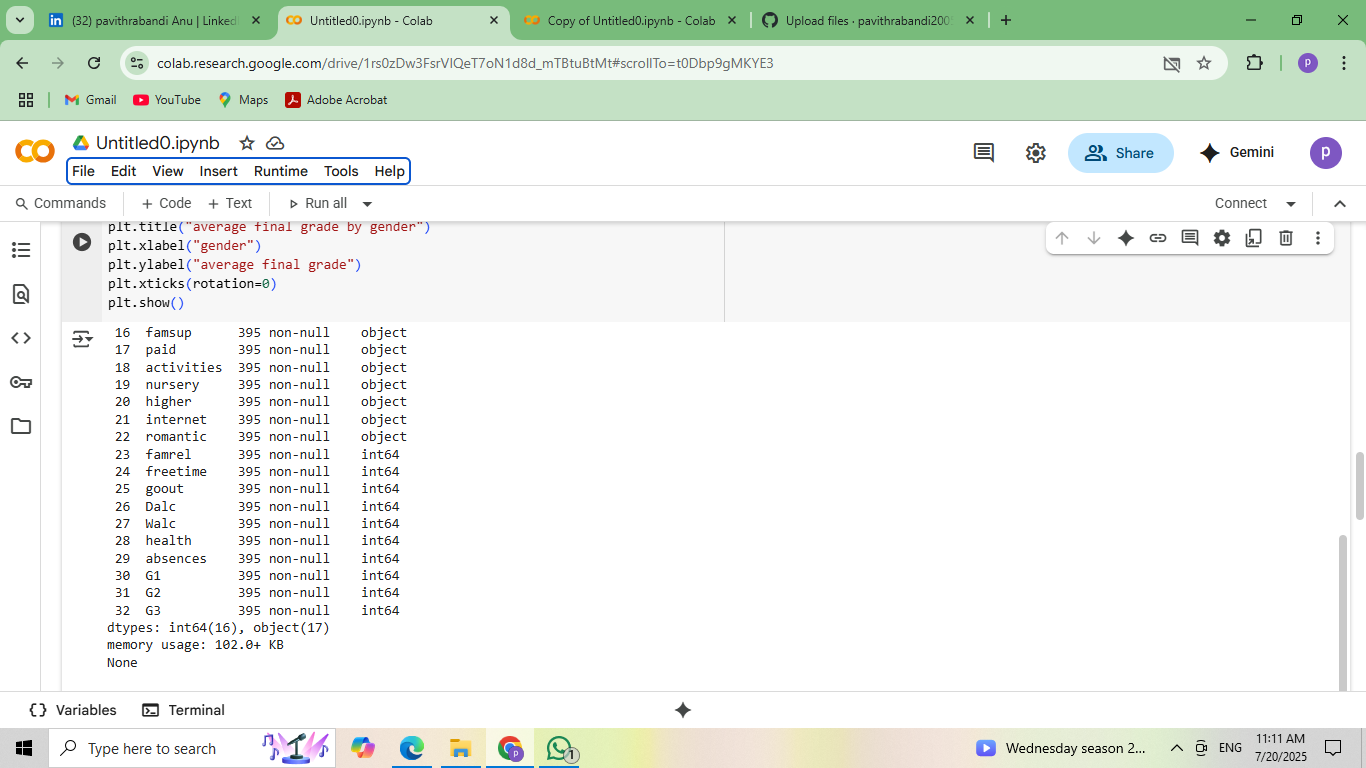 (32) pavithrabandi Anu | Linked
Untitled0.ipynb - Colab
Copy of Untitled0.ipynb - Colab
Upload files · pavithrabandi200
colab.research.google.com/drive/1rs0zDw3FsrVIQeT7oN1d8d_mTBtuBtMt#scrollTo=t0Dbp9gMKYE3
p
Gmail
YouTube
Maps
Adobe Acrobat
Untitled0.ipynb
File Edit View Insert Runtime Tools Help
Share
Gemini
p
Commands
+ Code + Text
Run all
Connect
plt.title("average final grade by gender")
plt.xlabel("gender")
plt.ylabel("average final grade")
plt.xticks(rotation=0)
plt.show()
16 famsup 395 non-null object
17 paid 395 non-null object
18 activities 395 non-null object
19 nursery 395 non-null object
20 higher 395 non-null object
21 internet 395 non-null object
22 romantic 395 non-null object
23 famrel 395 non-null int64
24 freetime 395 non-null int64
25 goout 395 non-null int64
26 Dalc 395 non-null int64
27 Walc 395 non-null int64
28 health 395 non-null int64
29 absences 395 non-null int64
30 G1 395 non-null int64
31 G2 395 non-null int64
32 G3 395 non-null int64
dtypes: int64(16), object(17)
memory usage: 102.0+ KB
None
Variables
Terminal
Type here to search
1
Wednesday season 2...
ENG
11:11 AM
7/20/2025